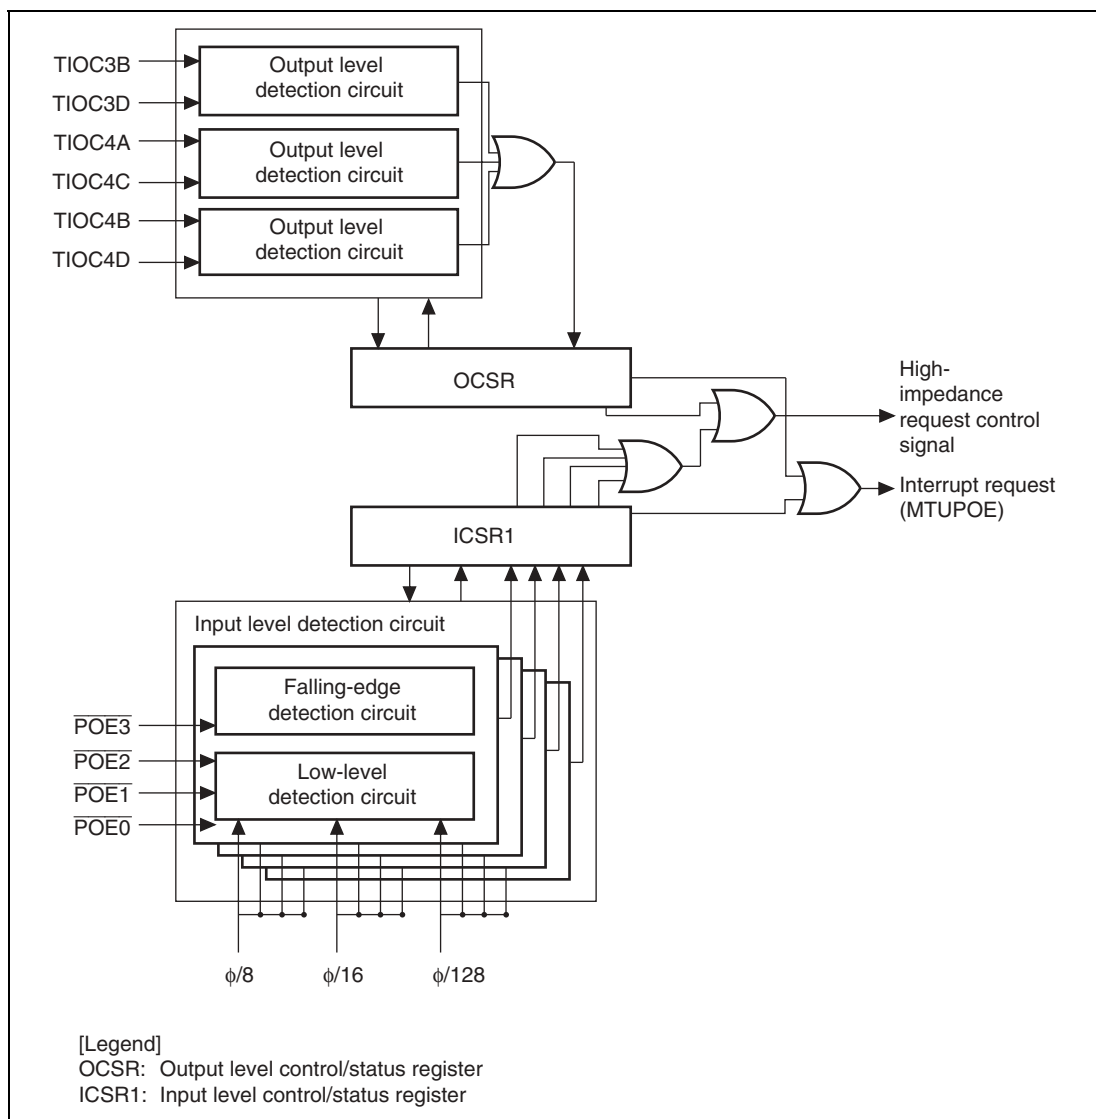 TIOC3B
TIOC3D
TIOC4A
TIOC4C
TIOC4B
TIOC4D
Output level
detection circuit
Output level
detection circuit
Output level
detection circuit
OCSR
High-
impedance
request control
signal
Interrupt request
(MTUPOE)
ICSR1
Input level detection circuit
Falling-edge
detection circuit
Low-level
detection circuit
POE3
POE2
POE1
POE0
ϕ/8
ϕ/16
ϕ/128
[Legend]
OCSR: Output level control/status register
ICSR1: Input level control/status register